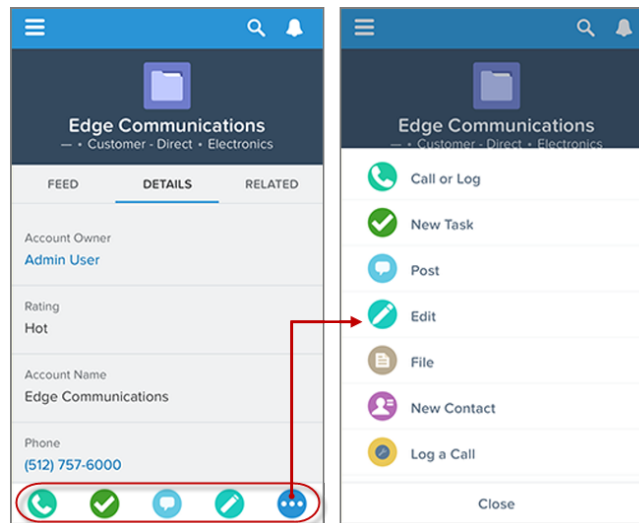 Edge Communications
— • Customer - Direct • Electronics
FEED DETAILS RELATED
Account Owner
Admin User
Rating
Hot
Account Name
Edge Communications
Phone
(512) 757-6000
Edge Communications
— • Customer - Direct • Electronics
Call or Log
New Task
Post
Edit
File
New Contact
Log a Call
Close